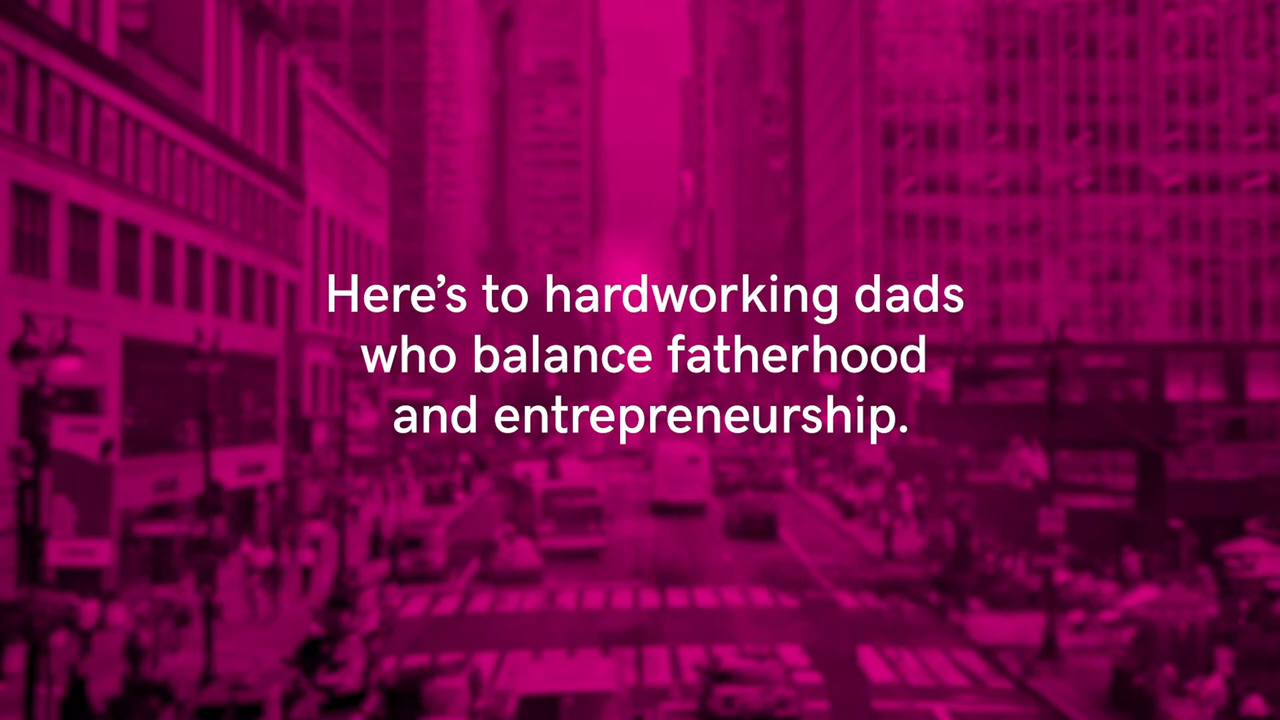 Here’s to hardworking dads
who balance fatherhood
and entrepreneurship.